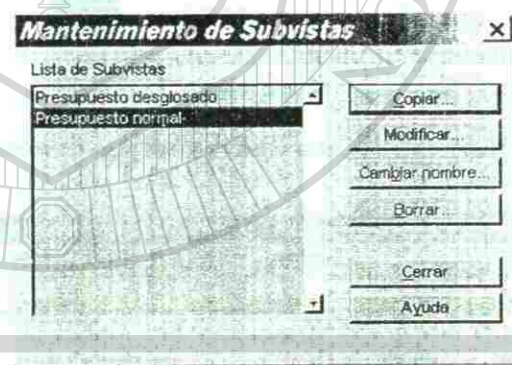 Mantenimiento de Subvistas
Lista de Subvistas
Presupuesto desglosado
Presupuesto normal-
Copiar...
Modificar...
Cambiar nombre...
Borrar...
Cerrar
Ayuda